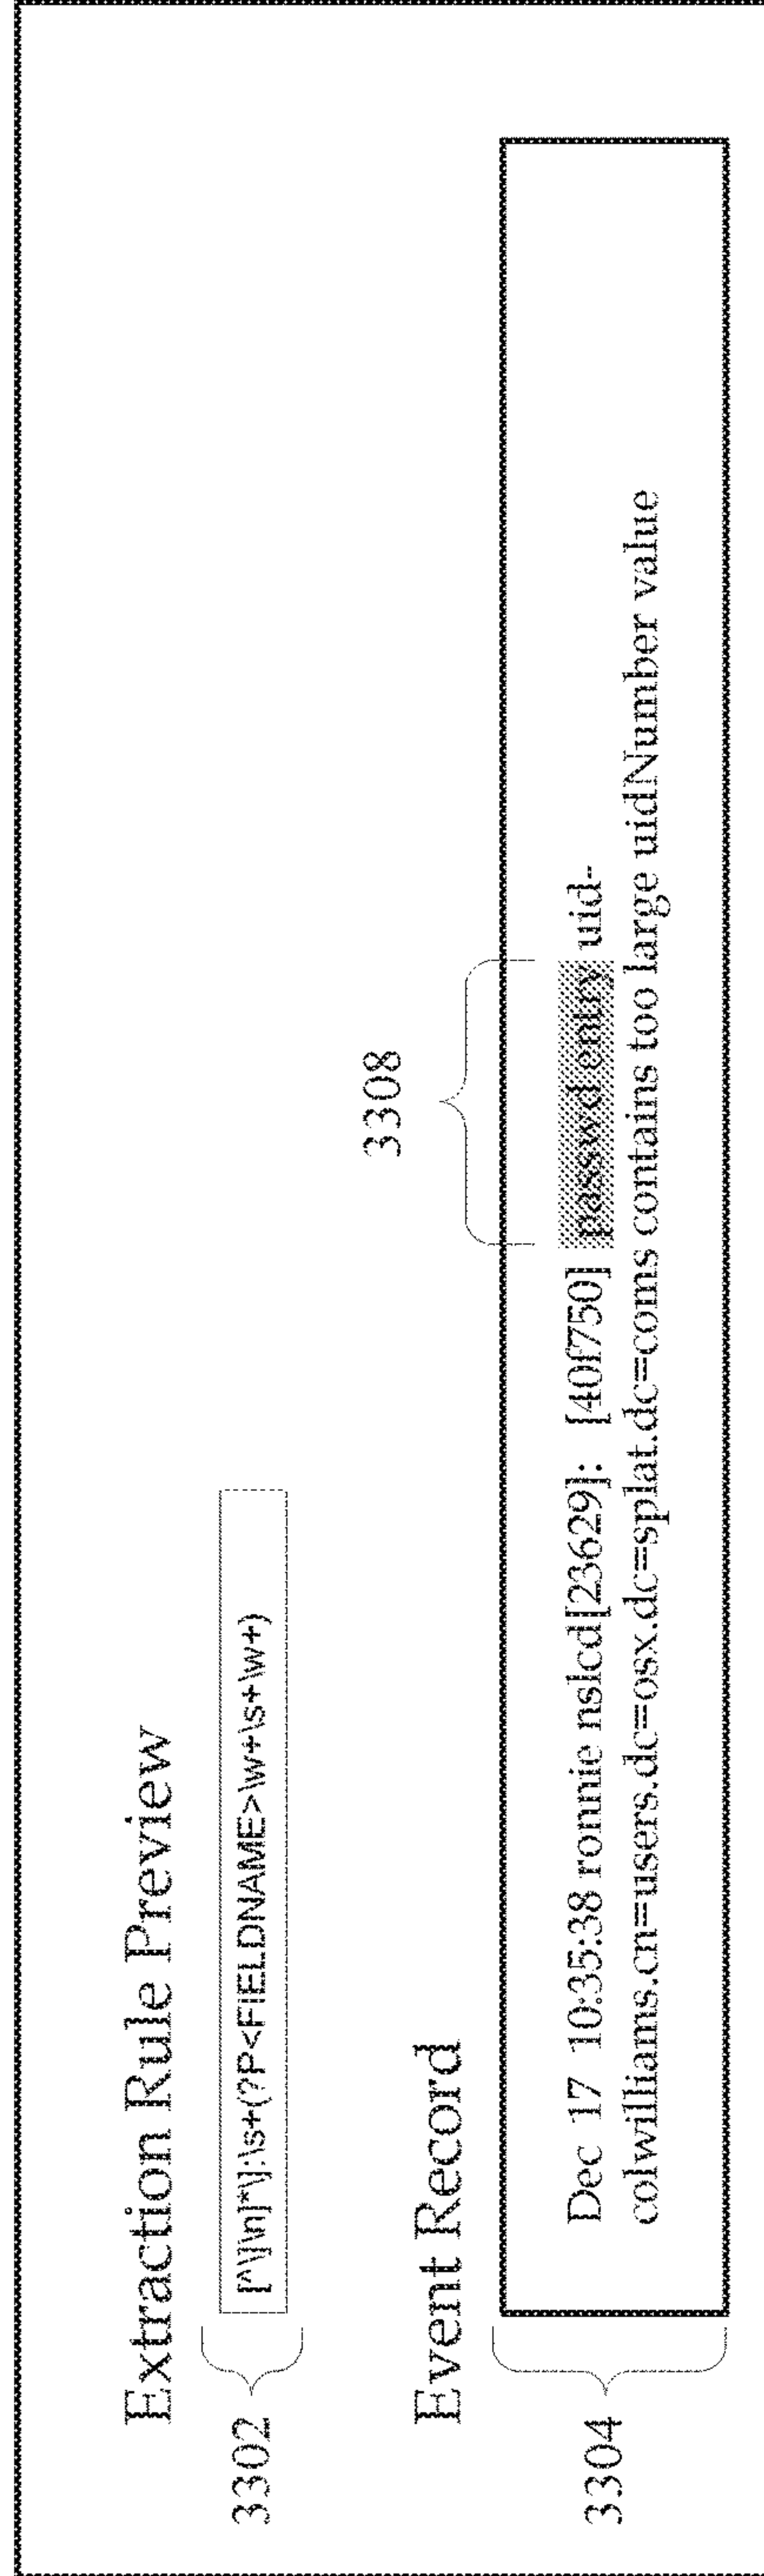 Extraction Rule Preview
3302
[^\]\n]*\]:\s+(?P<FIELDNAME>\w+\s+\w+)
Event Record
3308
3304
Dec 17 10:35:38 ronnie nslcd[23629]: [40f750] passwd entry uid-
colwilliams.cn=users.dc=osx.dc=splat.dc=coms contains too large uidNumber value